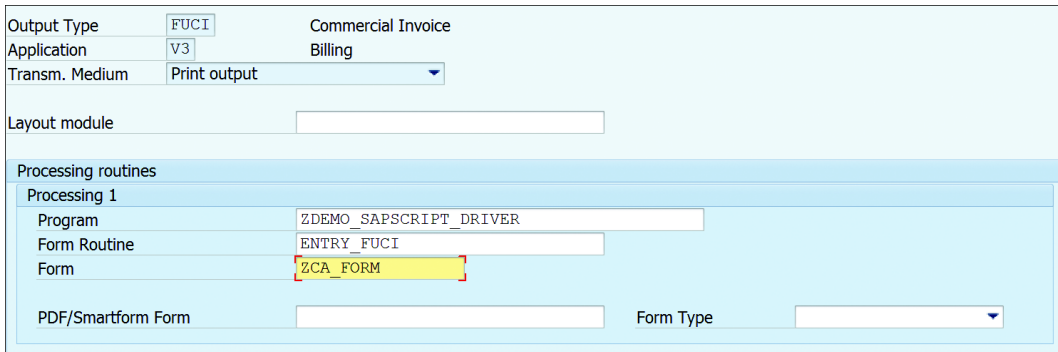 Output Type FUCI Commercial Invoice
Application V3 Billing
Transm. Medium Print output
Layout module
Processing routines
Processing 1
Program ZDEMO_SAPSCRIPT_DRIVER
Form Routine ENTRY_FUCI
Form ZCA_FORM
PDF/Smartform Form Form Type